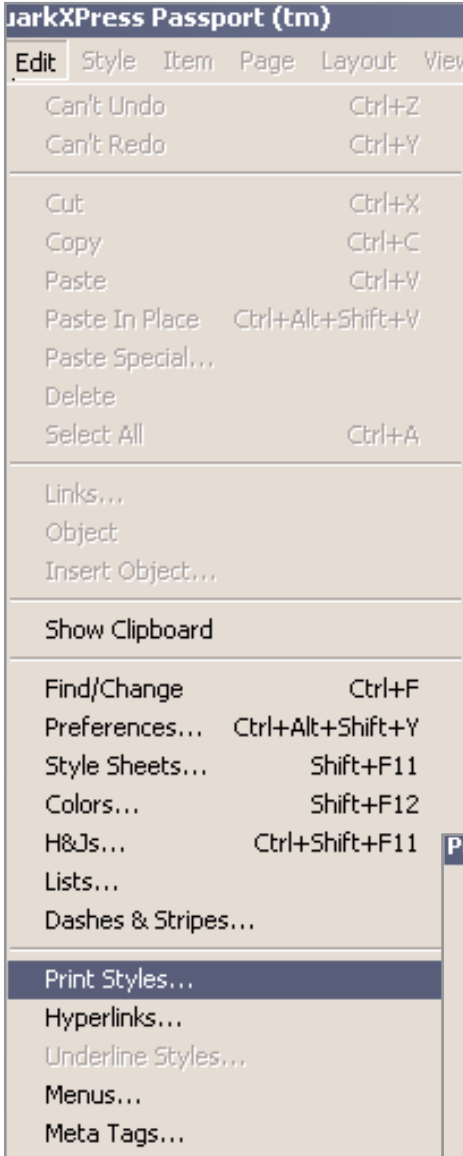 uarkXPress Passport (tm)
Edit Style Item Page Layout View
Can't Undo Ctrl+Z
Can't Redo Ctrl+Y
Cut Ctrl+X
Copy Ctrl+C
Paste Ctrl+V
Paste In Place Ctrl+Alt+Shift+V
Paste Special...
Delete
Select All Ctrl+A
Links...
Object
Insert Object...
Show Clipboard
Find/Change Ctrl+F
Preferences... Ctrl+Alt+Shift+Y
Style Sheets... Shift+F11
Colors... Shift+F12
H&Js... Ctrl+Shift+F11
P
Lists...
Dashes & Stripes...
Print Styles...
Hyperlinks...
Underline Styles...
Menus...
Meta Tags...